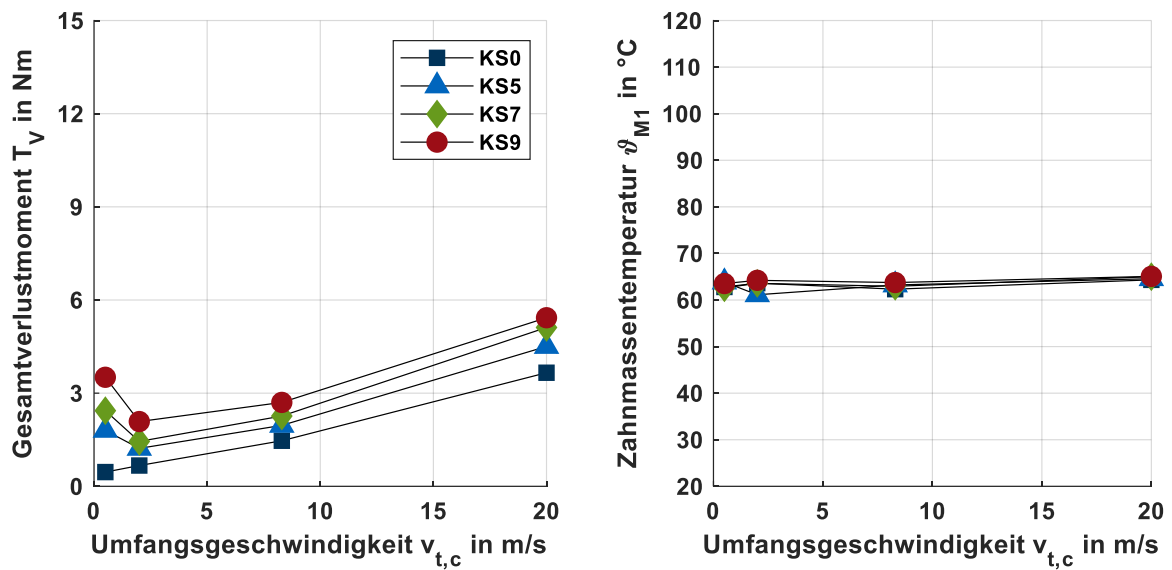 Gesamtverlustmoment T_V in Nm
15
12
9
6
3
0
KS0
KS5
KS7
KS9
0 5 10 15 20
Umfangsgeschwindigkeit v_t,c in m/s
Zahnmassentemperatur ϑ_M1 in °C
120
110
100
90
80
70
60
50
40
30
20
0 5 10 15 20
Umfangsgeschwindigkeit v_t,c in m/s